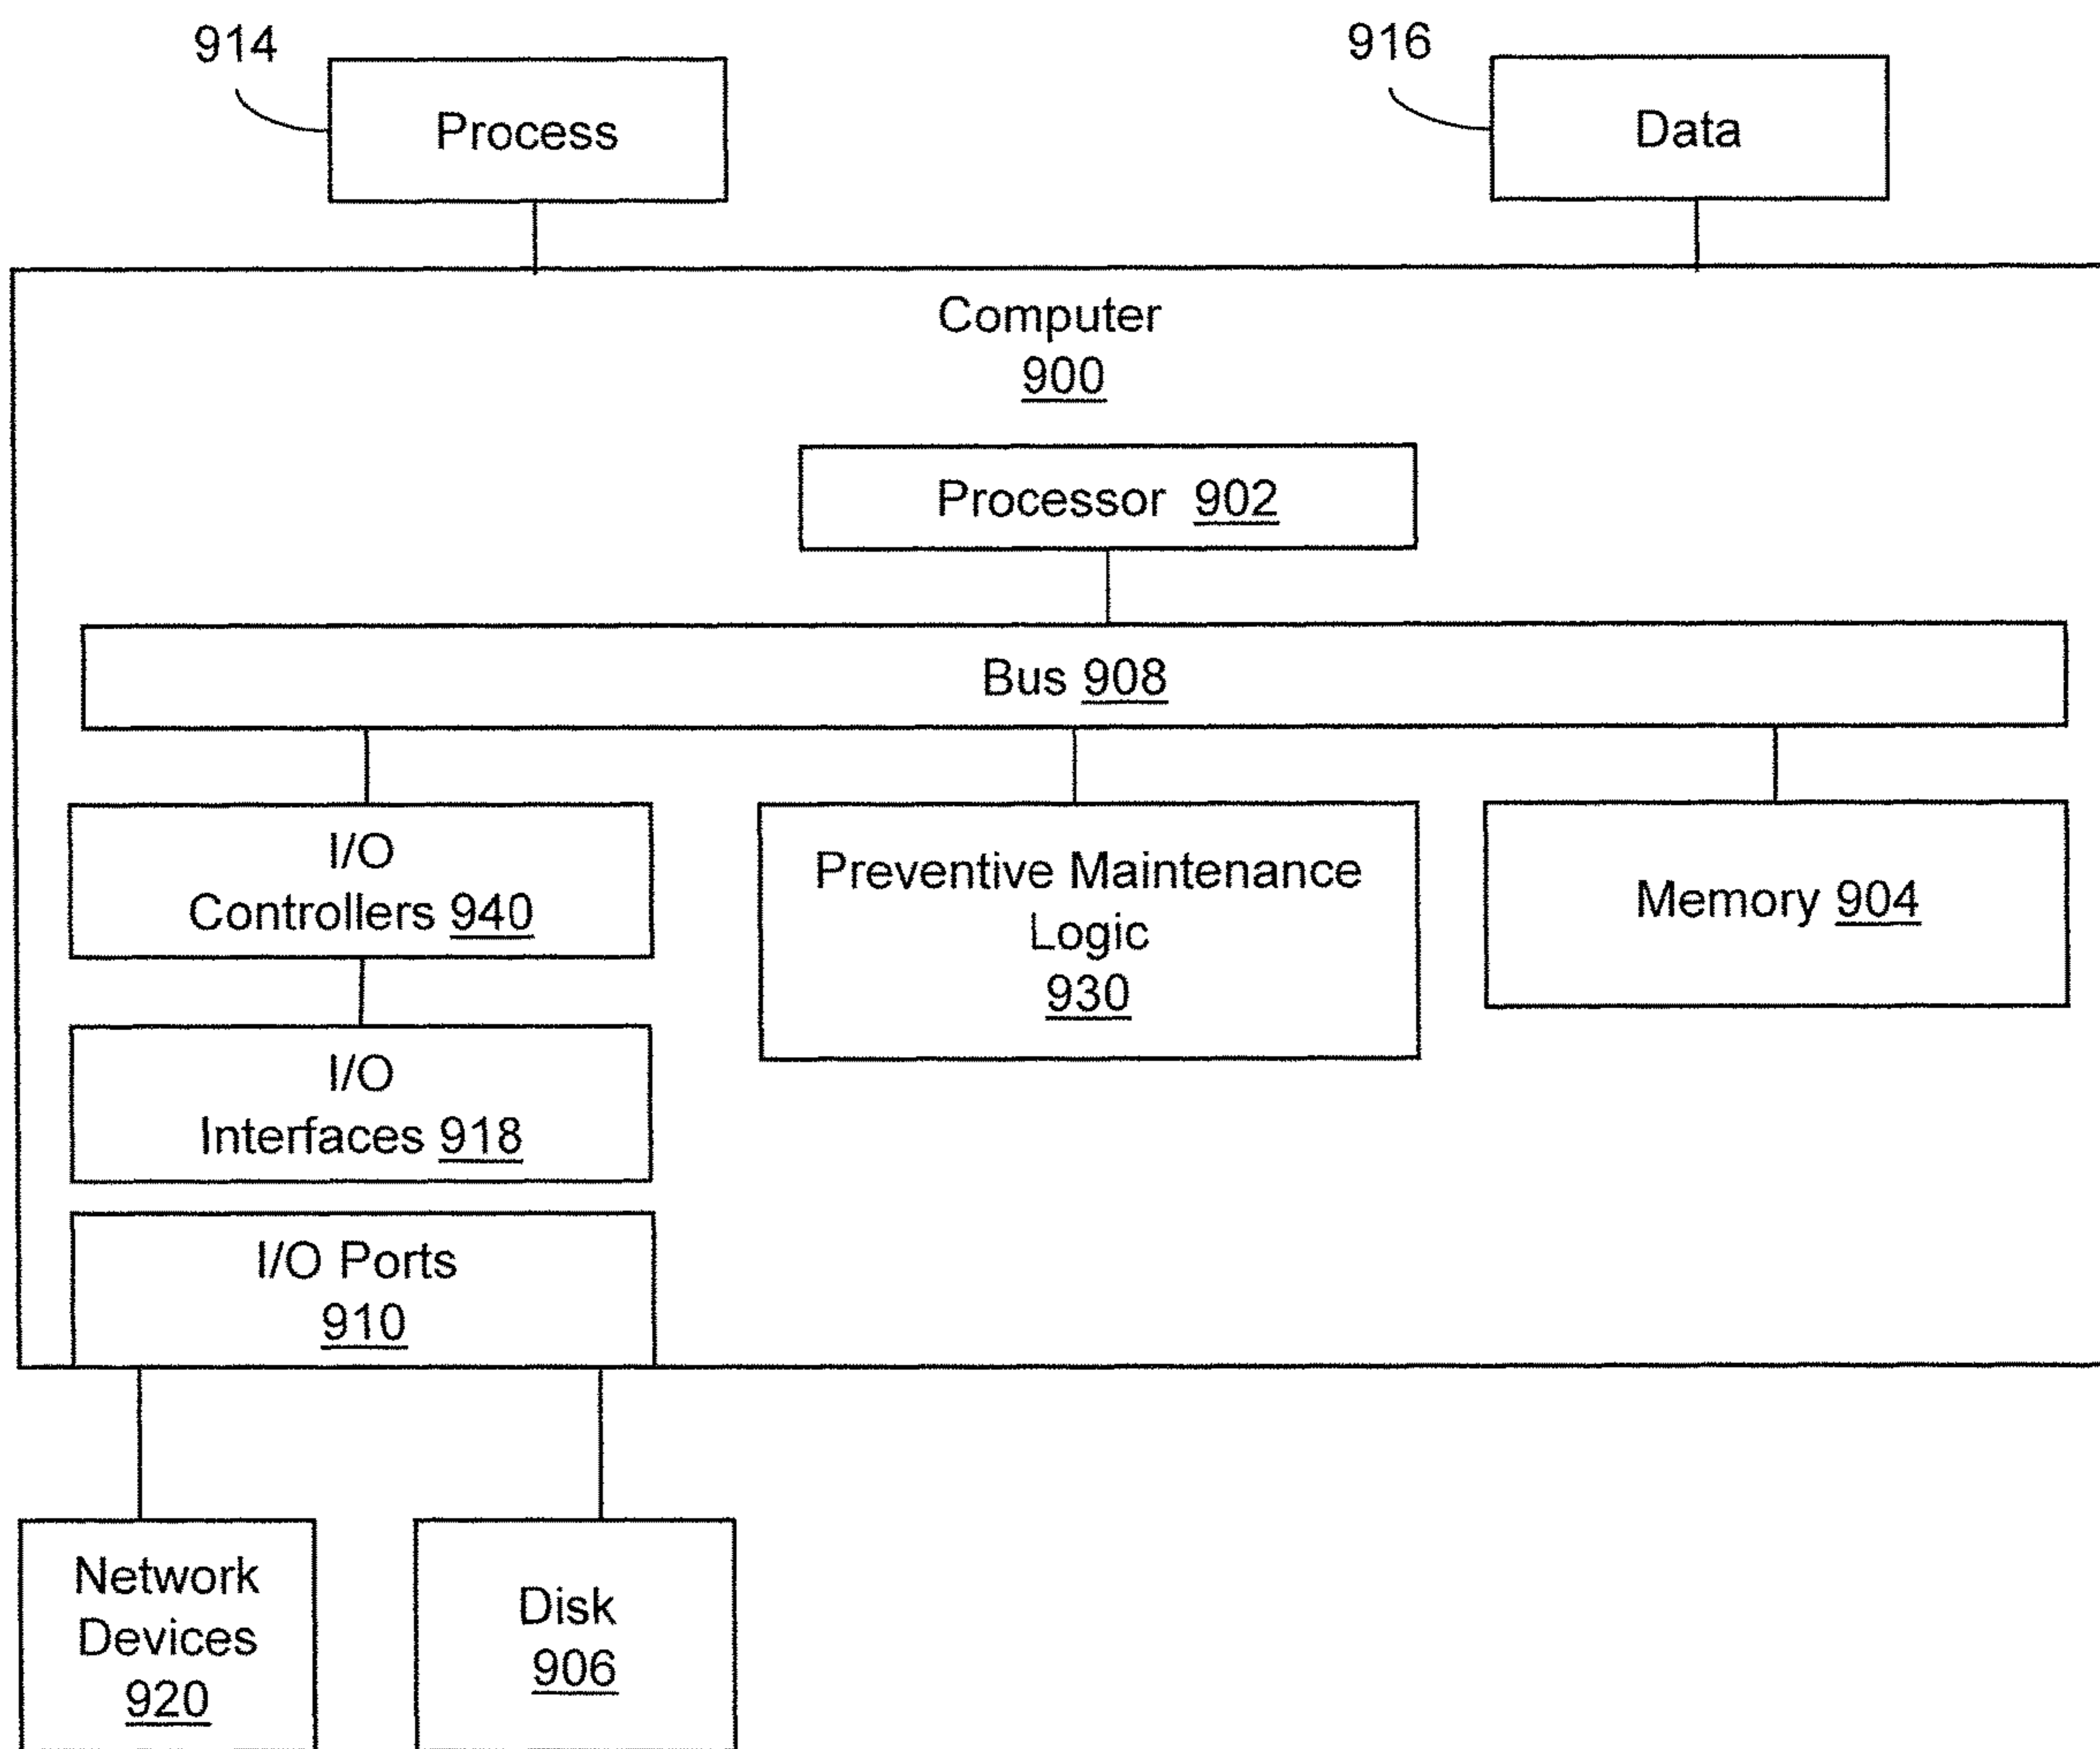 914
Process
916
Data
Computer
900
Processor 902
Bus 908
I/O
Controllers 940
Preventive Maintenance
Logic
930
Memory 904
I/O
Interfaces 918
I/O Ports
910
Network
Devices
920
Disk
906